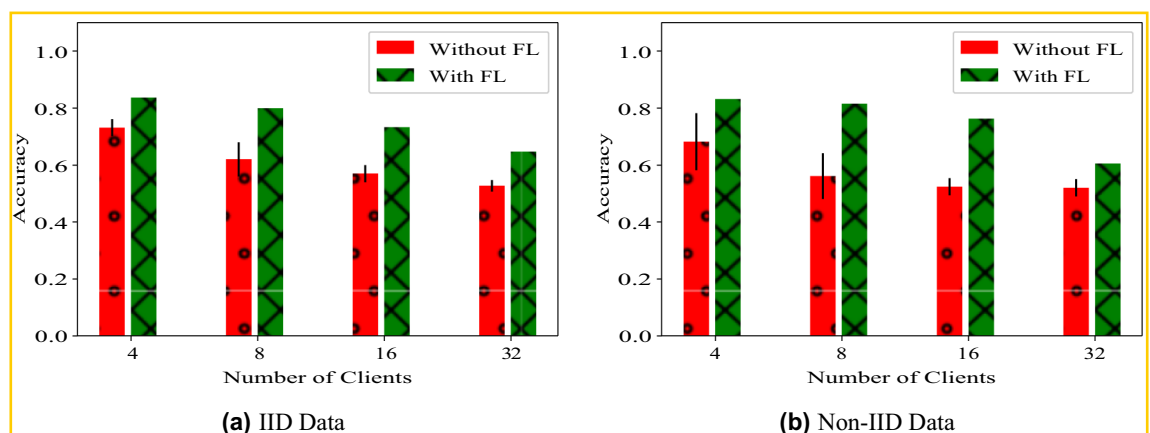 1.0
0.8
0.6
0.4
0.2
0.0
Accuracy
Without FL
With FL
4 8 16 32
Number of Clients
(a) IID Data
1.0
0.8
0.6
0.4
0.2
0.0
Accuracy
Without FL
With FL
4 8 16 32
Number of Clients
(b) Non-IID Data